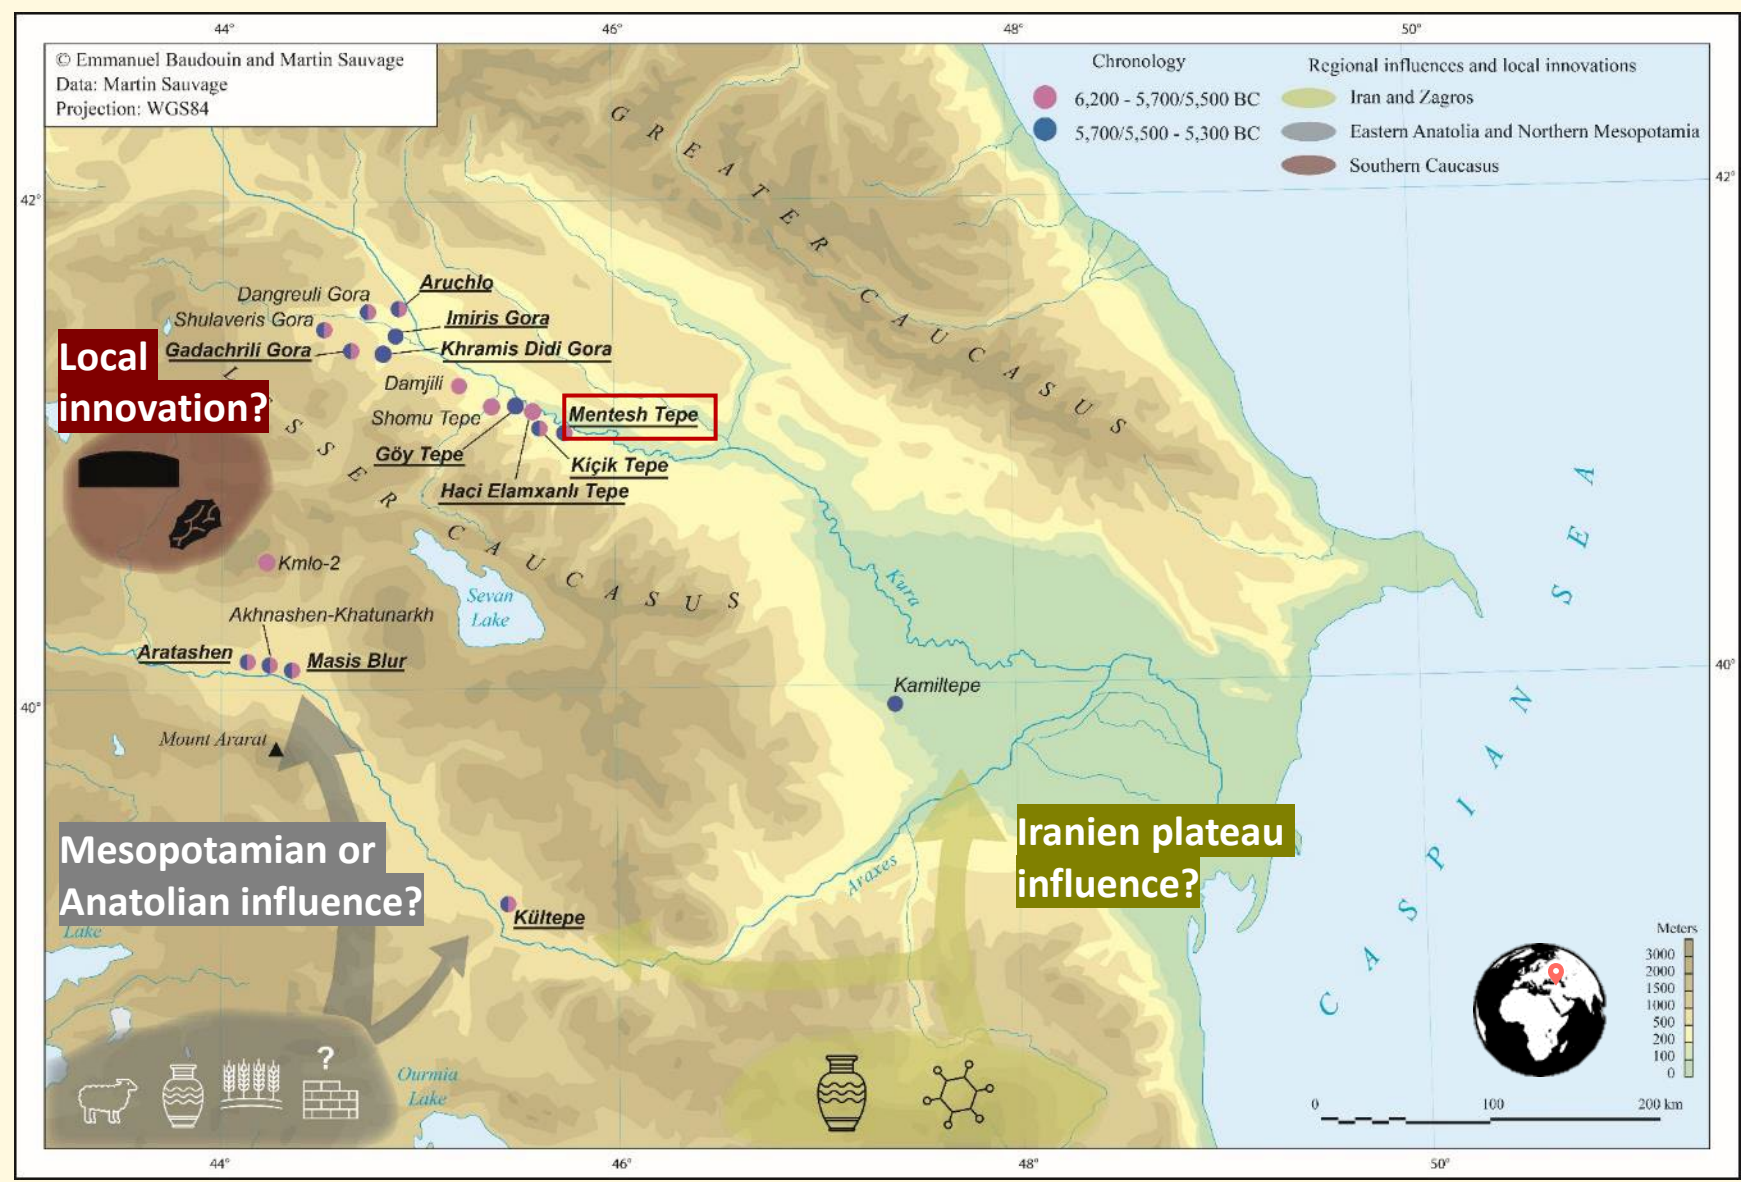 44°
46°
48°
50°
© Emmanuel Baudouin and Martin Sauvage
Data: Martin Sauvage
Projection: WGS84
Chronology
6,200 - 5,700/5,500 BC
5,700/5,500 - 5,300 BC
Regional influences and local innovations
Iran and Zagros
Eastern Anatolia and Northern Mesopotamia
Southern Caucasus
GREATER CAUCASUS
42°
42°
Dangreuli Gora
Aruchlo
Shulaveris Gora
Imiris Gora
Gadachrili Gora
Khramis Didi Gora
Local
innovation?
Damjili
Shomu Tepe
Mentesh Tepe
Göy Tepe
Kiçik Tepe
Haci Elamxanlı Tepe
LESSER CAUCASUS
Kmlo-2
Sevan
Lake
Kura
Akhnashen-Khatunarkh
Aratashen
Masis Blur
Kamiltepe
40°
40°
Mount Ararat
CASPIAN SEA
Mesopotamian or
Anatolian influence?
Lake
Iranien plateau
influence?
Araxes
Kültepe
?
Ourmia
Lake
Meters
3000
2000
1500
1000
500
200
100
0
0 100 200 km
44°
46°
48°
50°